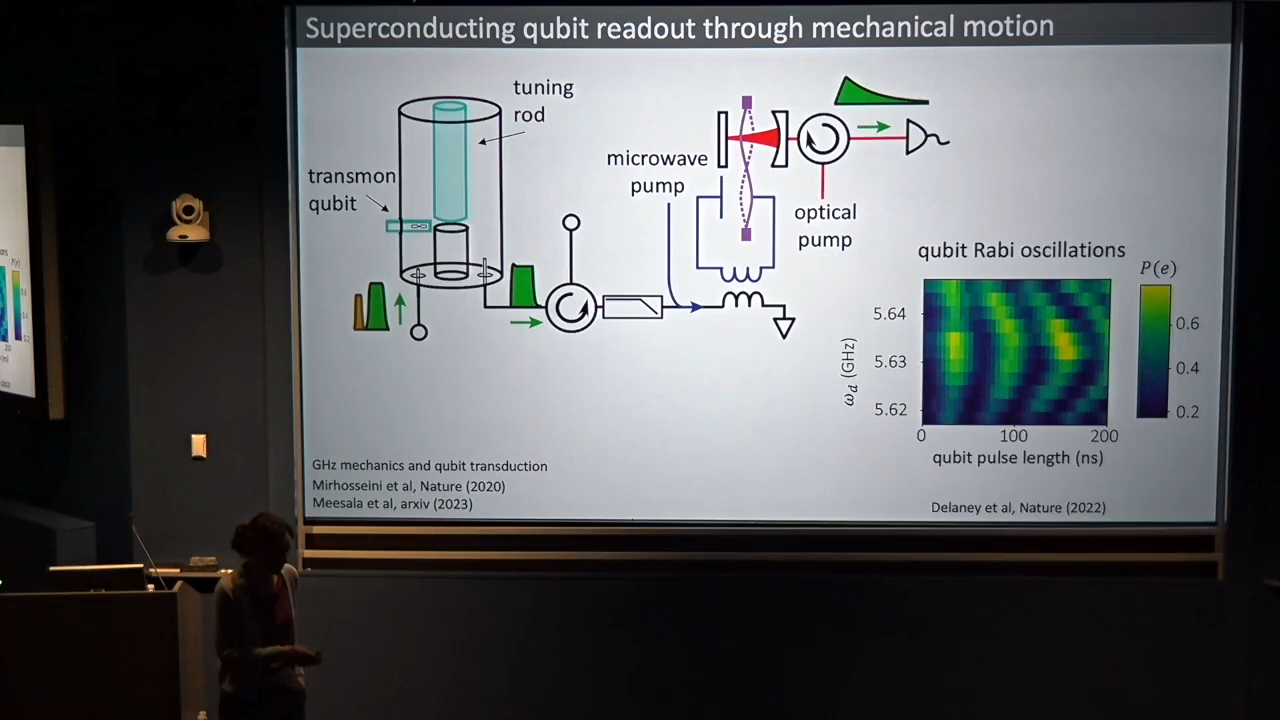 Superconducting qubit readout through mechanical motion
tuning
rod
transmon
qubit
microwave
pump
optical
pump
qubit Rabi oscillations
P(e)
5.64
5.63
5.62
ω_d (GHz)
0.6
0.4
0.2
0
100
200
qubit pulse length (ns)
GHz mechanics and qubit transduction
Mirhosseini et al, Nature (2020)
Meesala et al, arxiv (2023)
Delaney et al, Nature (2022)